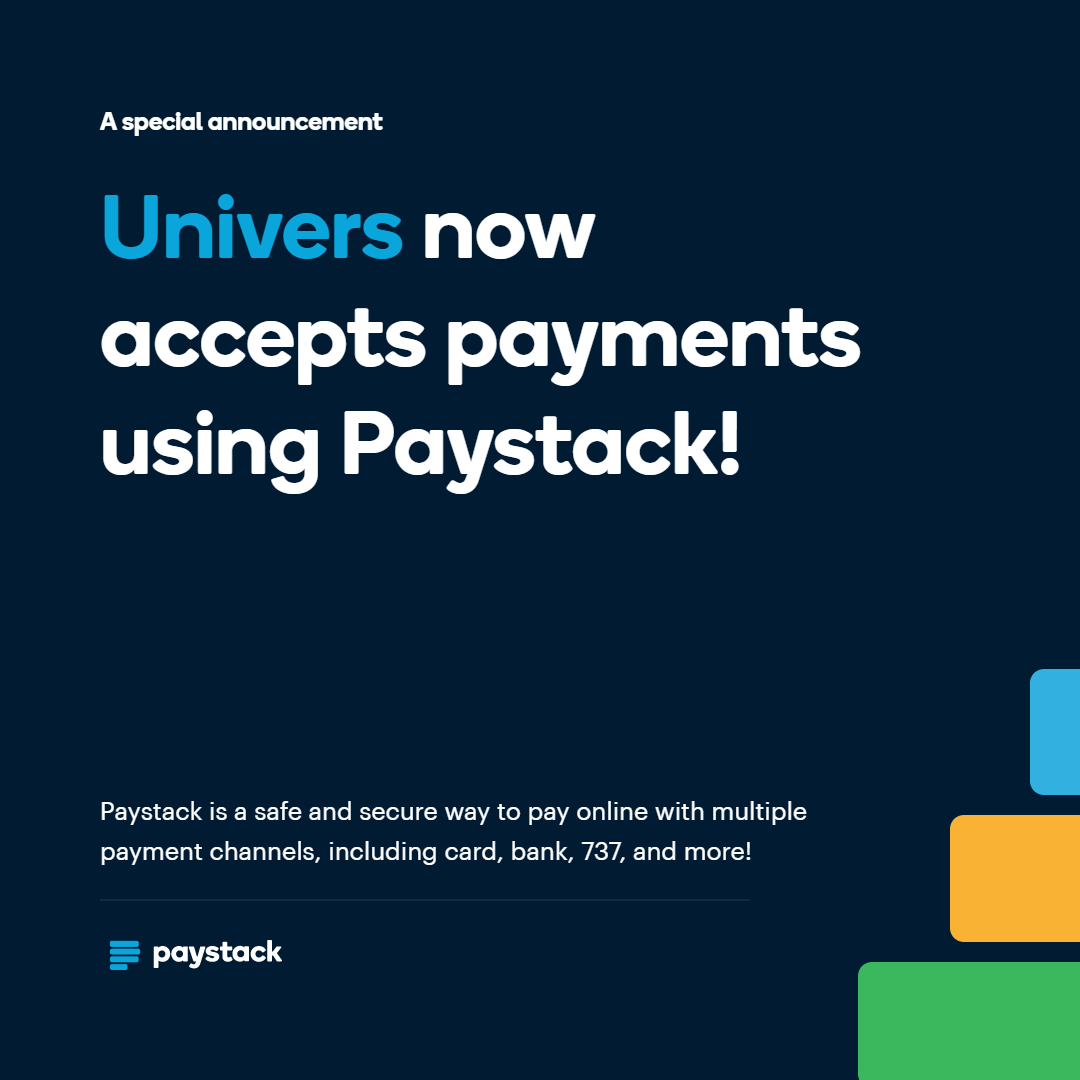 A special announcement
Univers now
accepts payments
using Paystack!
Paystack is a safe and secure way to pay online with multiple
payment channels, including card, bank, 737, and more!
paystack